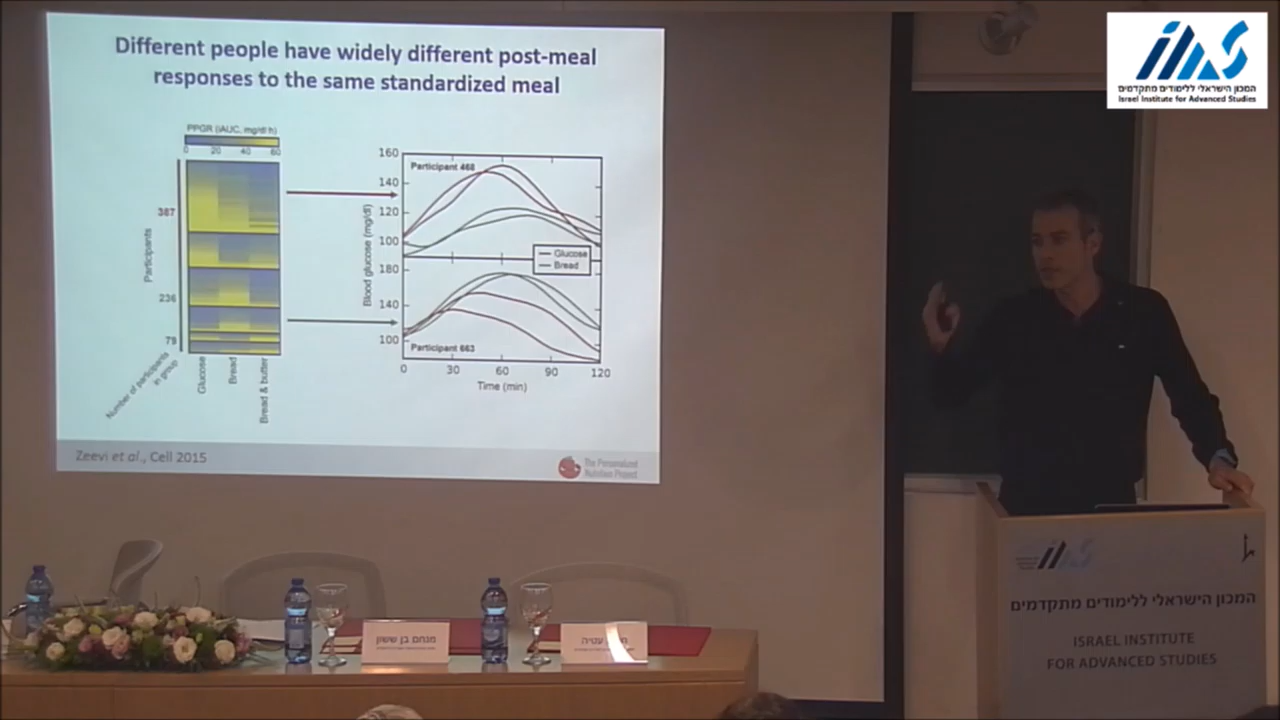 Different people have widely different post-meal
responses to the same standardized meal
PPGR (iAUC, mg/dl h)
0 20 40 60
Participants
387
236
79
Number of participants
in group
Glucose
Bread
Bread & butter
Blood glucose (mg/dl)
160
140
120
100
180
140
100
Participant 468
Glucose
Bread
Participant 663
0 30 60 90 120
Time (min)
Zeevi et al., Cell 2015
The Personalized
Nutrition Project
המכון הישראלי ללימודים מתקדמים
Israel Institute for Advanced Studies
מנחם בן ששון
עטיה
המכון הישראלי ללימודים מתקדמים
ISRAEL INSTITUTE
FOR ADVANCED STUDIES